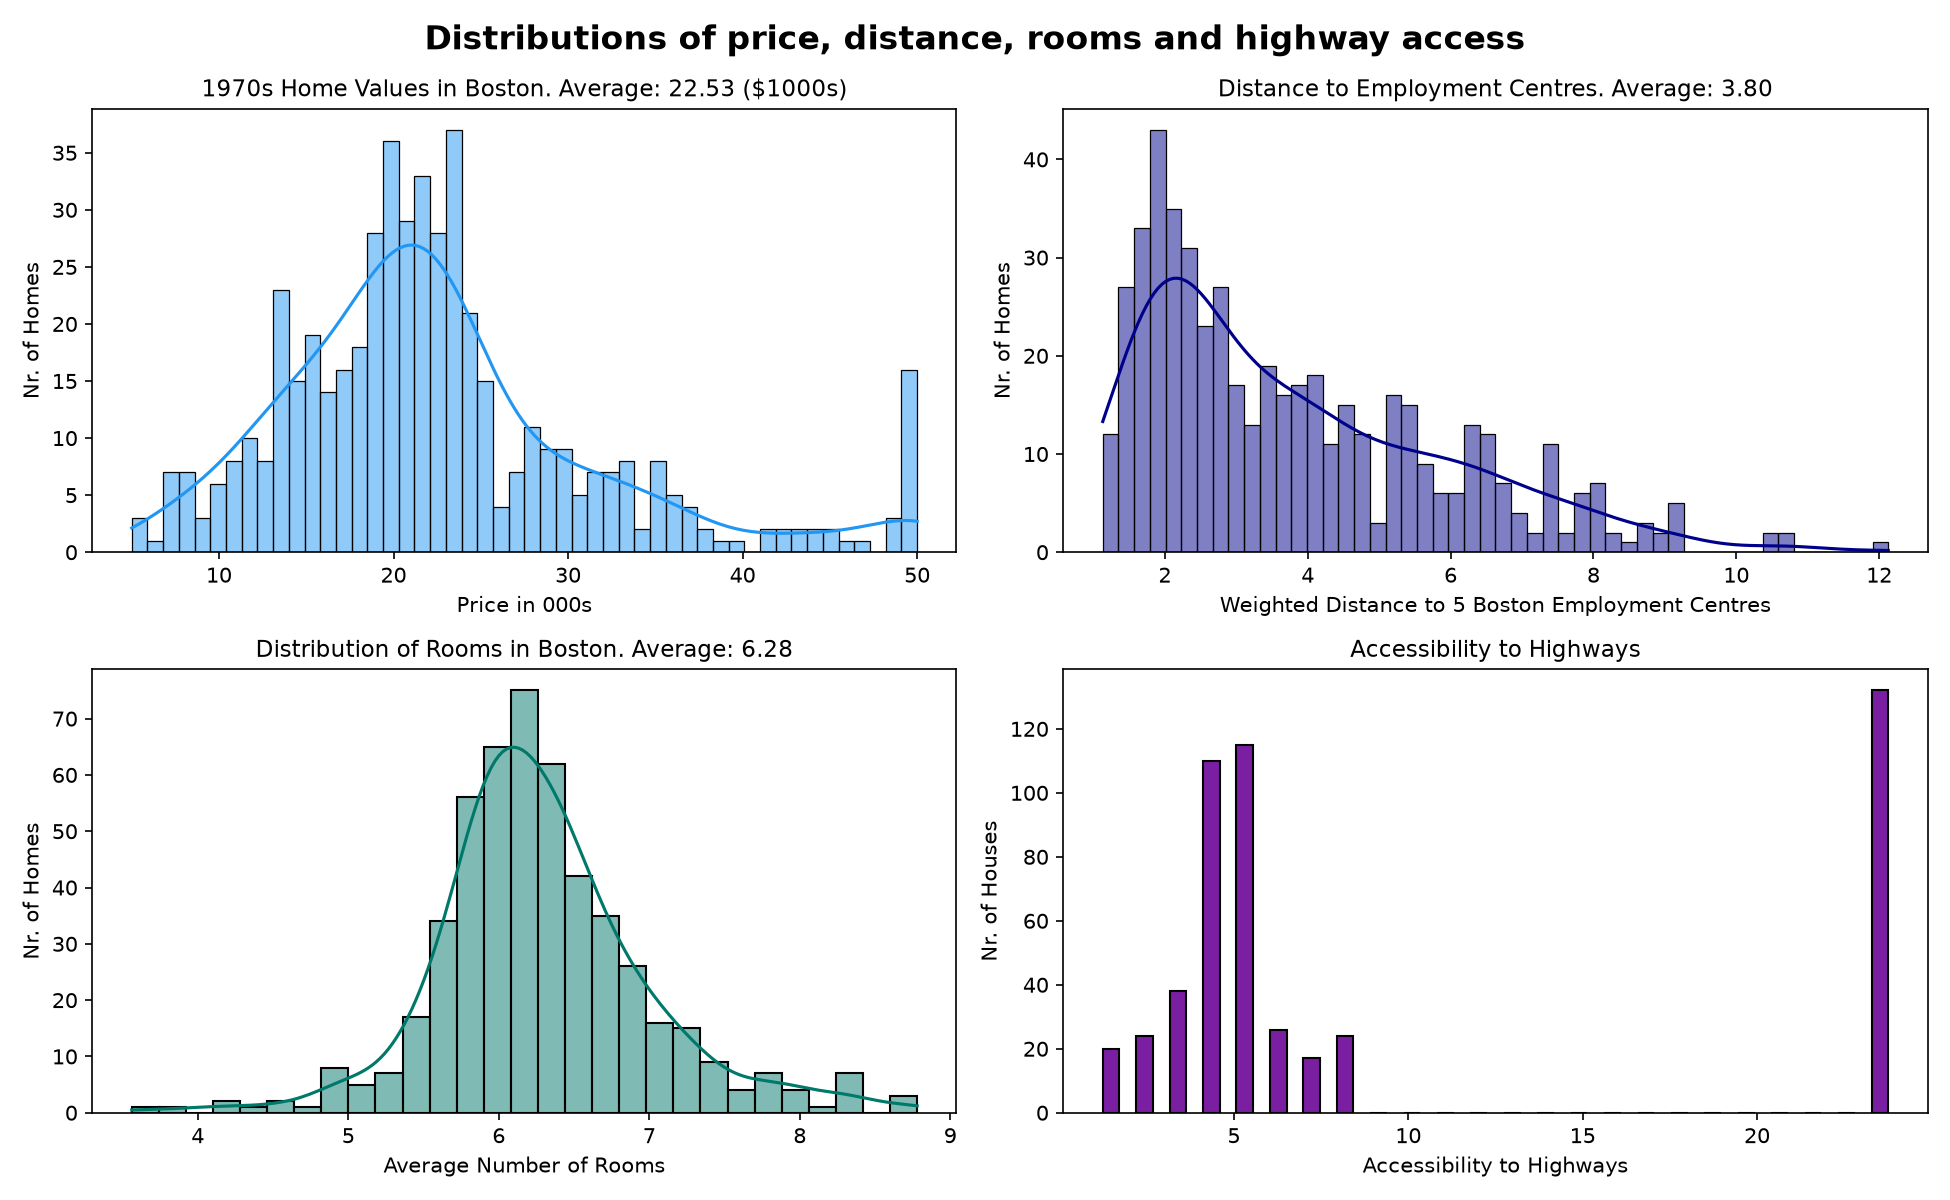 Distributions of price, distance, rooms and highway access
1970s Home Values in Boston. Average: 22.53 ($1000s)
Nr. of Homes
35
30
25
20
15
10
5
0
10 20 30 40 50
Price in 000s
Distance to Employment Centres. Average: 3.80
Nr. of Homes
40
30
20
10
0
2 4 6 8 10 12
Weighted Distance to 5 Boston Employment Centres
Distribution of Rooms in Boston. Average: 6.28
Nr. of Homes
70
60
50
40
30
20
10
0
4 5 6 7 8 9
Average Number of Rooms
Accessibility to Highways
Nr. of Houses
120
100
80
60
40
20
0
5 10 15 20
Accessibility to Highways